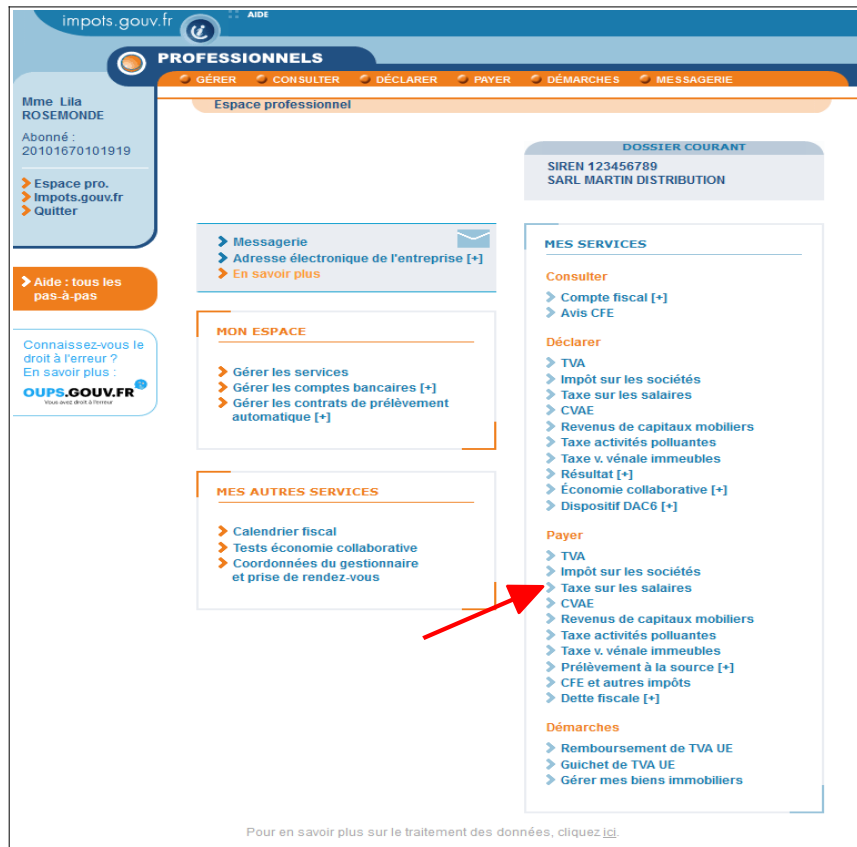 impots.gouv.fr
AIDE
PROFESSIONNELS
GÉRER CONSULTER DÉCLARER PAYER DÉMARCHES MESSAGERIE
Mme Lila
ROSEMONDE
Abonné :
20101670101919
Espace pro.
Impots.gouv.fr
Quitter
Aide : tous les
pas-à-pas
Connaissez-vous le
droit à l'erreur ?
En savoir plus :
OUPS.GOUV.FR
Vous avez droit à l'erreur
Espace professionnel
DOSSIER COURANT
SIREN 123456789
SARL MARTIN DISTRIBUTION
Messagerie
Adresse électronique de l'entreprise [+]
En savoir plus
MON ESPACE
Gérer les services
Gérer les comptes bancaires [+]
Gérer les contrats de prélèvement
automatique [+]
MES AUTRES SERVICES
Calendrier fiscal
Tests économie collaborative
Coordonnées du gestionnaire
et prise de rendez-vous
MES SERVICES
Consulter
Compte fiscal [+]
Avis CFE
Déclarer
TVA
Impôt sur les sociétés
Taxe sur les salaires
CVAE
Revenus de capitaux mobiliers
Taxe activités polluantes
Taxe v. vénale immeubles
Résultat [+]
Économie collaborative [+]
Dispositif DAC6 [+]
Payer
TVA
Impôt sur les sociétés
Taxe sur les salaires
CVAE
Revenus de capitaux mobiliers
Taxe activités polluantes
Taxe v. vénale immeubles
Prélèvement à la source [+]
CFE et autres impôts
Dette fiscale [+]
Démarches
Remboursement de TVA UE
Guichet de TVA UE
Gérer mes biens immobiliers
Pour en savoir plus sur le traitement des données, cliquez ici.